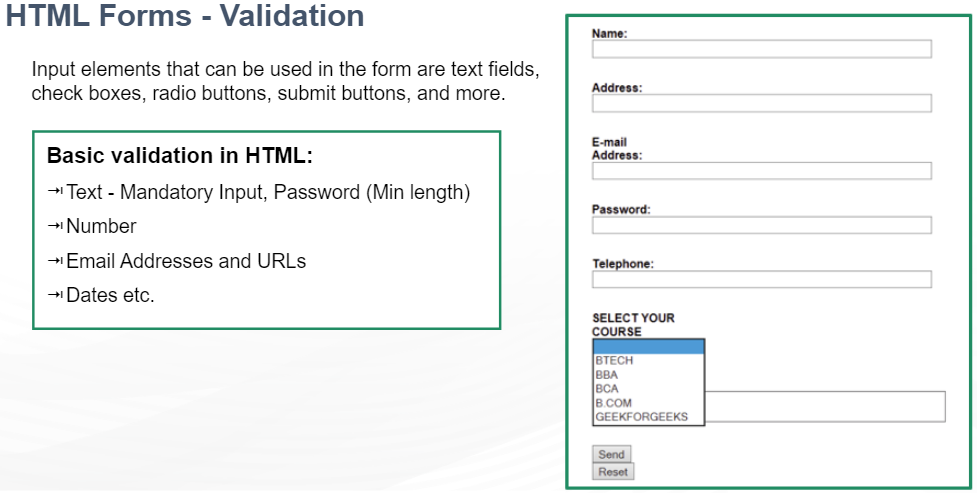 HTML Forms - Validation
Input elements that can be used in the form are text fields,
check boxes, radio buttons, submit buttons, and more.
Basic validation in HTML:
Text - Mandatory Input, Password (Min length)
Number
Email Addresses and URLs
Dates etc.
Name:
Address:
E-mail
Address:
Password:
Telephone:
SELECT YOUR
COURSE
BTECH
BBA
BCA
B.COM
GEEKFORGEEKS
Send
Reset